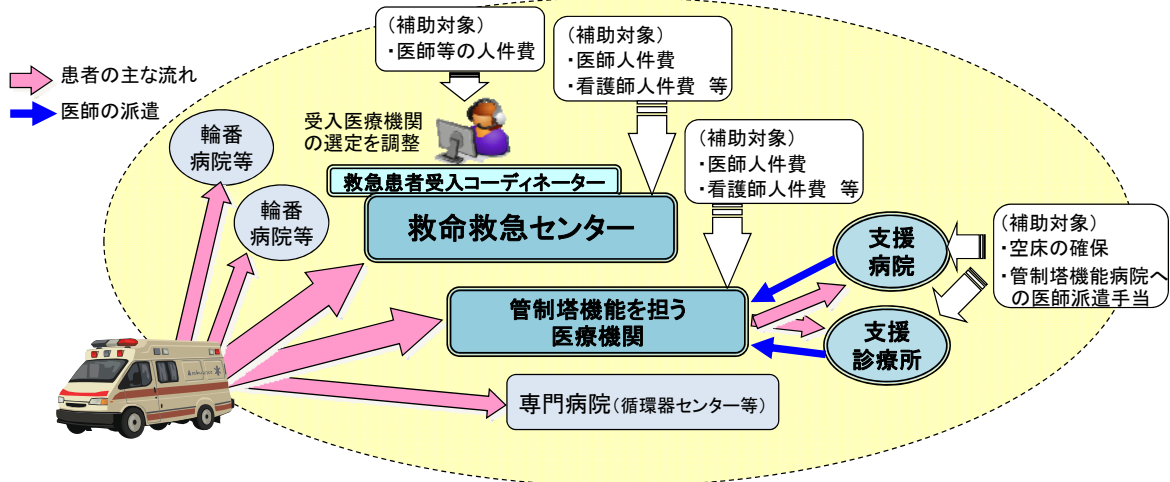 患者の主な流れ
医師の派遣
（補助対象）
・医師等の人件費
（補助対象）
・医師人件費
・看護師人件費 等
（補助対象）
・医師人件費
・看護師人件費 等
（補助対象）
・空床の確保
・管制塔機能病院へ
の医師派遣手当
受入医療機関
の選定を調整
救急患者受入コーディネーター
救命救急センター
輪番
病院等
輪番
病院等
管制塔機能を担う
医療機関
支援
病院
支援
診療所
専門病院（循環器センター等）